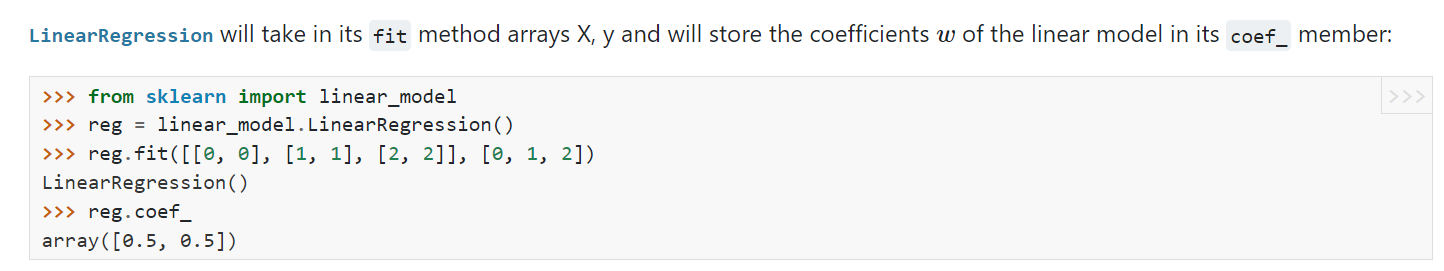 LinearRegression will take in its fit method arrays X, y and will store the coefficients w of the linear model in its coef_ member:
>>> from sklearn import linear_model
>>>
>>> reg = linear_model.LinearRegression()
>>> reg.fit([[0, 0], [1, 1], [2, 2]], [0, 1, 2])
LinearRegression()
>>> reg.coef_
array([0.5, 0.5])